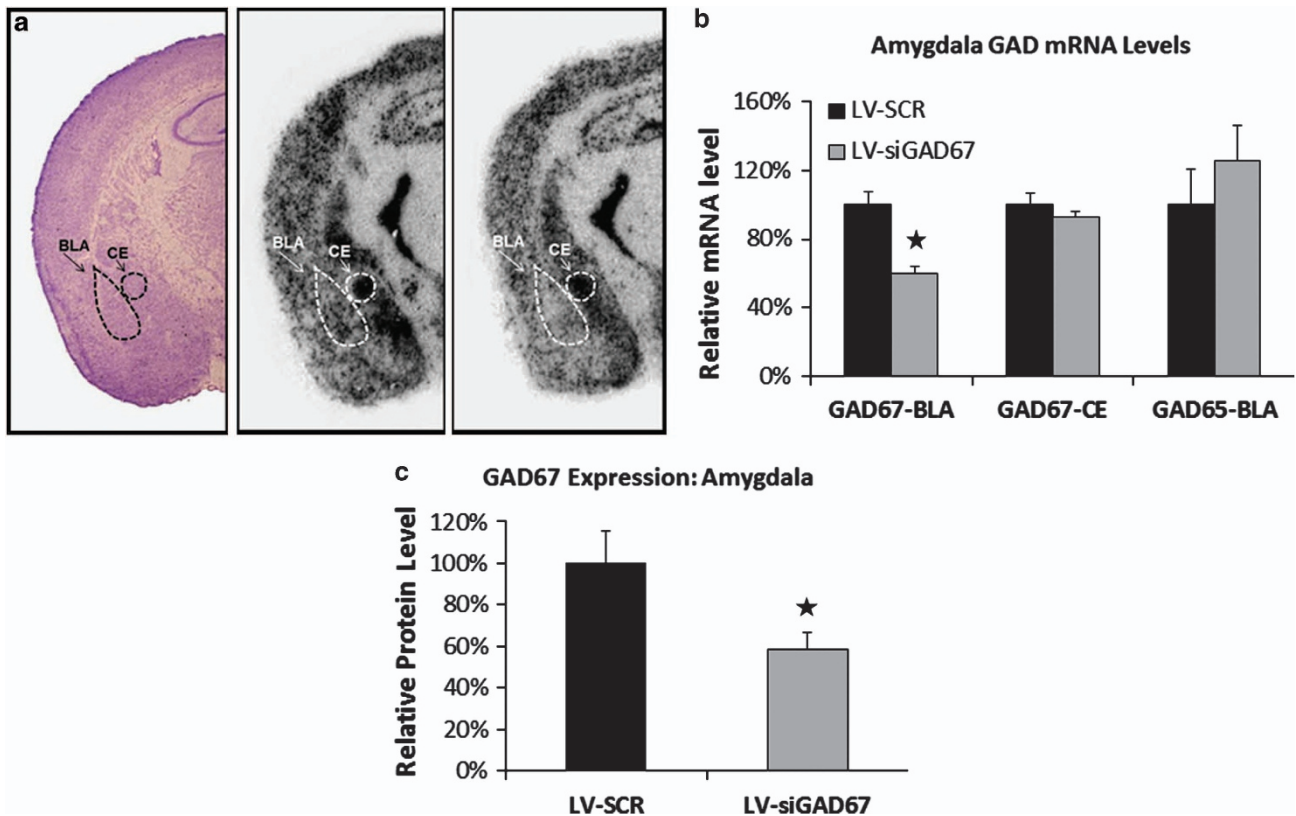 a
BLA
CE
BLA
CE
BLA
CE
b
Amygdala GAD mRNA Levels
Relative mRNA level
160%
120%
80%
40%
0%
LV-SCR
LV-siGAD67
★
GAD67-BLA
GAD67-CE
GAD65-BLA
c
GAD67 Expression: Amygdala
Relative Protein Level
120%
100%
80%
60%
40%
20%
0%
★
LV-SCR
LV-siGAD67